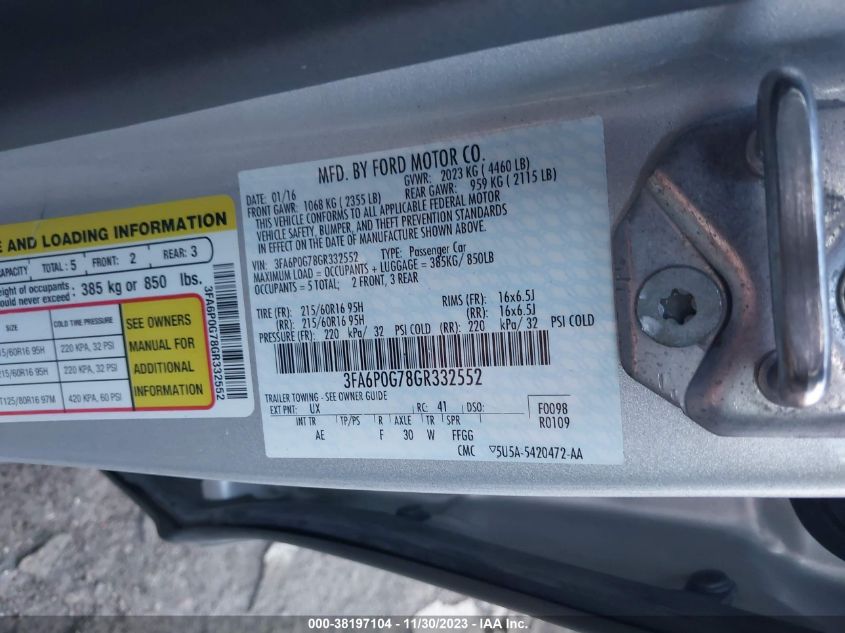 E AND LOADING INFORMATION
CAPACITY TOTAL: 5 FRONT: 2 REAR: 3
weight of occupants
ould never exceed: 385 kg or 850 lbs.
SIZE COLD TIRE PRESSURE
5/60R16 95H 220 KPA, 32 PSI
215/60R16 95H 220 KPA, 32 PSI
T125/80R16 97M 420 KPA, 60 PSI
SEE OWNERS
MANUAL FOR
ADDITIONAL
INFORMATION
3FA6P0G78GR332552
MFD. BY FORD MOTOR CO.
DATE: 01/16 GVWR: 2023 KG ( 4460 LB)
FRONT GAWR: 1068 KG ( 2355 LB) REAR GAWR: 959 KG ( 2115 LB)
THIS VEHICLE CONFORMS TO ALL APPLICABLE FEDERAL MOTOR
VEHICLE SAFETY, BUMPER, AND THEFT PREVENTION STANDARDS
IN EFFECT ON THE DATE OF MANUFACTURE SHOWN ABOVE.
VIN: 3FA6P0G78GR332552 TYPE: Passenger Car
MAXIMUM LOAD = OCCUPANTS + LUGGAGE = 385KG/ 850LB
OCCUPANTS = 5 TOTAL; 2 FRONT, 3 REAR
TIRE (FR): 215/60R16 95H RIMS (FR): 16x6.5J
(RR): 215/60R16 95H (RR): 16x6.5J
PRESSURE (FR): 220 kPa/ 32 PSI COLD (RR): 220 kPa/ 32 PSI COLD
3FA6P0G78GR332552
TRAILER TOWING - SEE OWNER GUIDE
EXT PNT: UX RC: 41 DSO: F0098
INT TR TP/PS R AXLE TR SPR R0109
AE F 30 W FFGG
CMC 5U5A-5420472-AA
000-38197104 - 11/30/2023 - IAA Inc.